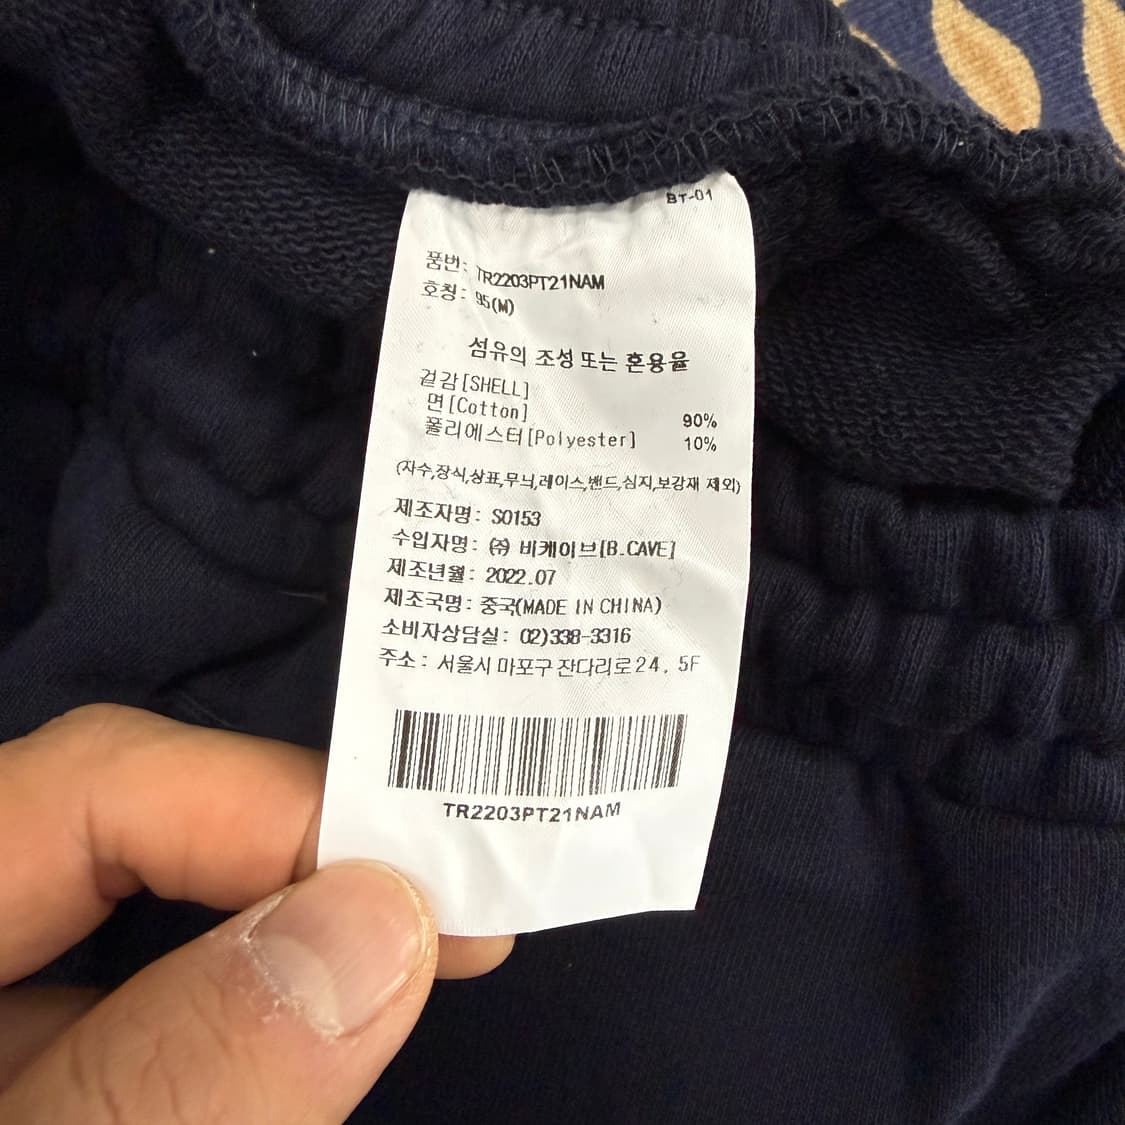 BT-01
품번: TR2203PT21NAM
호칭: 95(M)
섬유의 조성 또는 혼용율
겉감[SHELL]
면[Cotton] 90%
폴리에스터[Polyester] 10%
(자수,장식,상표,무늬,레이스,밴드,심지,보강재 제외)
제조자명: S0153
수입자명: ㈜ 비케이브[B.CAVE]
제조년월: 2022.07
제조국명: 중국(MADE IN CHINA)
소비자상담실: 02)338-3316
주소: 서울시 마포구 잔다리로24, 5F
TR2203PT21NAM